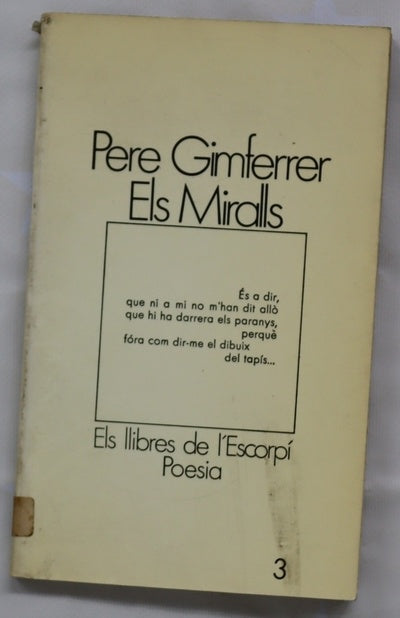 Pere Gimferrer
Els Miralls
És a dir,
que ni a mi no m'han dit allò
que hi ha darrera els paranys,
perquè
fóra com dir-me el dibuix
del tapís...
Els llibres de l'Escorpí
Poesia
3